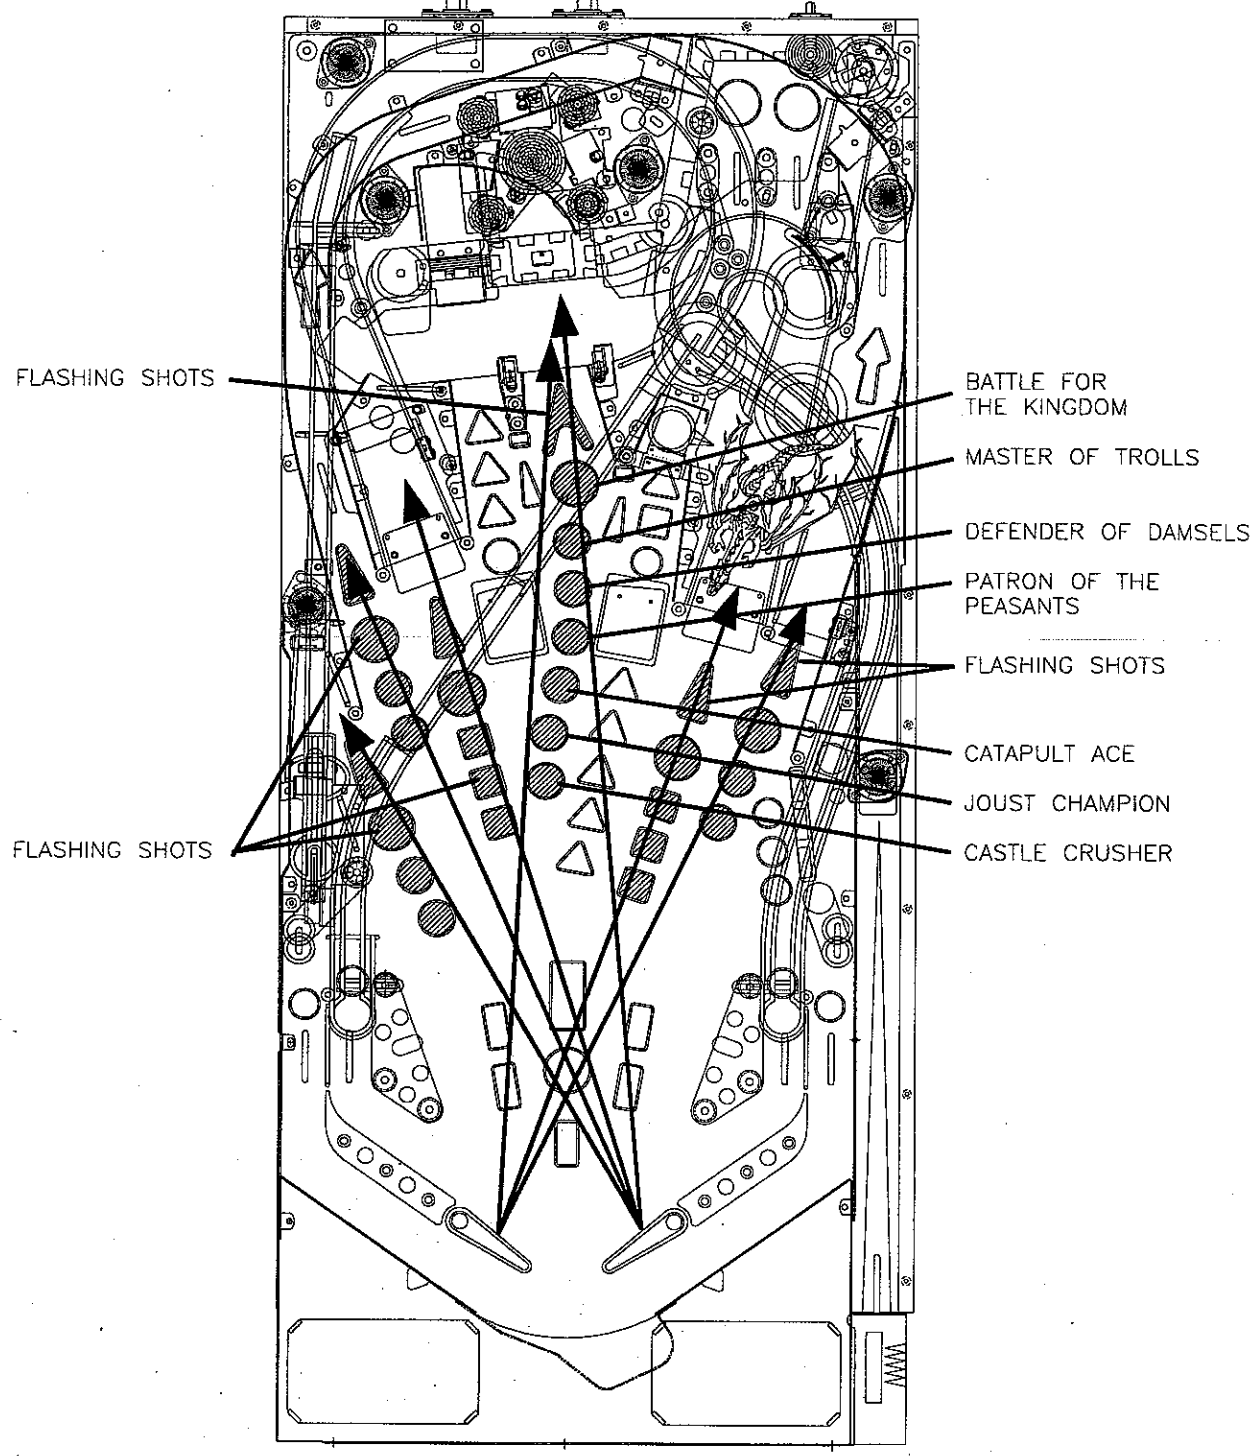 FLASHING SHOTS
BATTLE FOR
THE KINGDOM
MASTER OF TROLLS
DEFENDER OF DAMSELS
PATRON OF THE
PEASANTS
FLASHING SHOTS
CATAPULT ACE
JOUST CHAMPION
FLASHING SHOTS
CASTLE CRUSHER